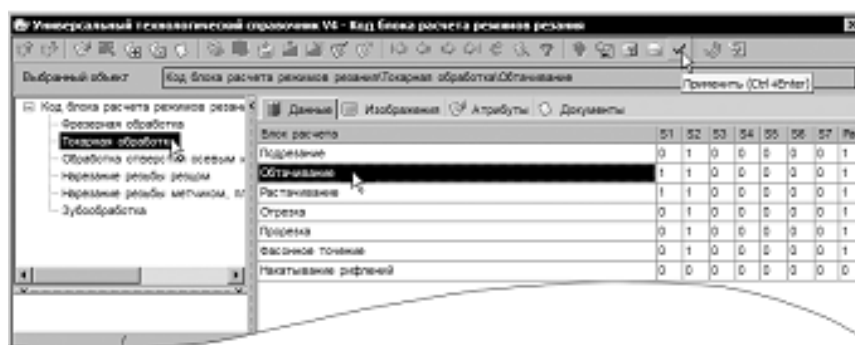 Универсальный технологический справочник V4 - Код блока расчета режимов резания
Выбранный объект
Код блока расчета режимов резания\Токарная обработка\Обтачивание
Применить (Ctrl+Enter)
Код блока расчета режимов резани
Фрезерная обработка
Токарная обработка
Обработка отверст осевым и
Нарезание резьбы резцом
Нарезание резьбы метчиком, пл
Зубообработка
Данные Изображения Атрибуты Документы
Блок расчета S1 S2 S3 S4 S5 S6 S7 Ре
Подрезание 0 1 0 0 0 0 0 1
Обтачивание 1 1 0 0 0 0 0 1
Растачивание 1 1 0 0 0 0 0 1
Отрезка 0 1 0 0 0 0 0 1
Прорезка 0 1 0 0 0 0 0 1
Фасонное точение 0 1 0 0 0 0 0 1
Накатывание рифлений 0 0 0 0 0 0 0 0